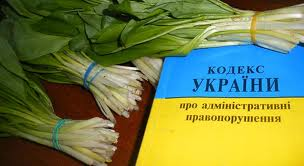 КОДЕКС
УКРАЇНИ
про адміністративні
правопорушення